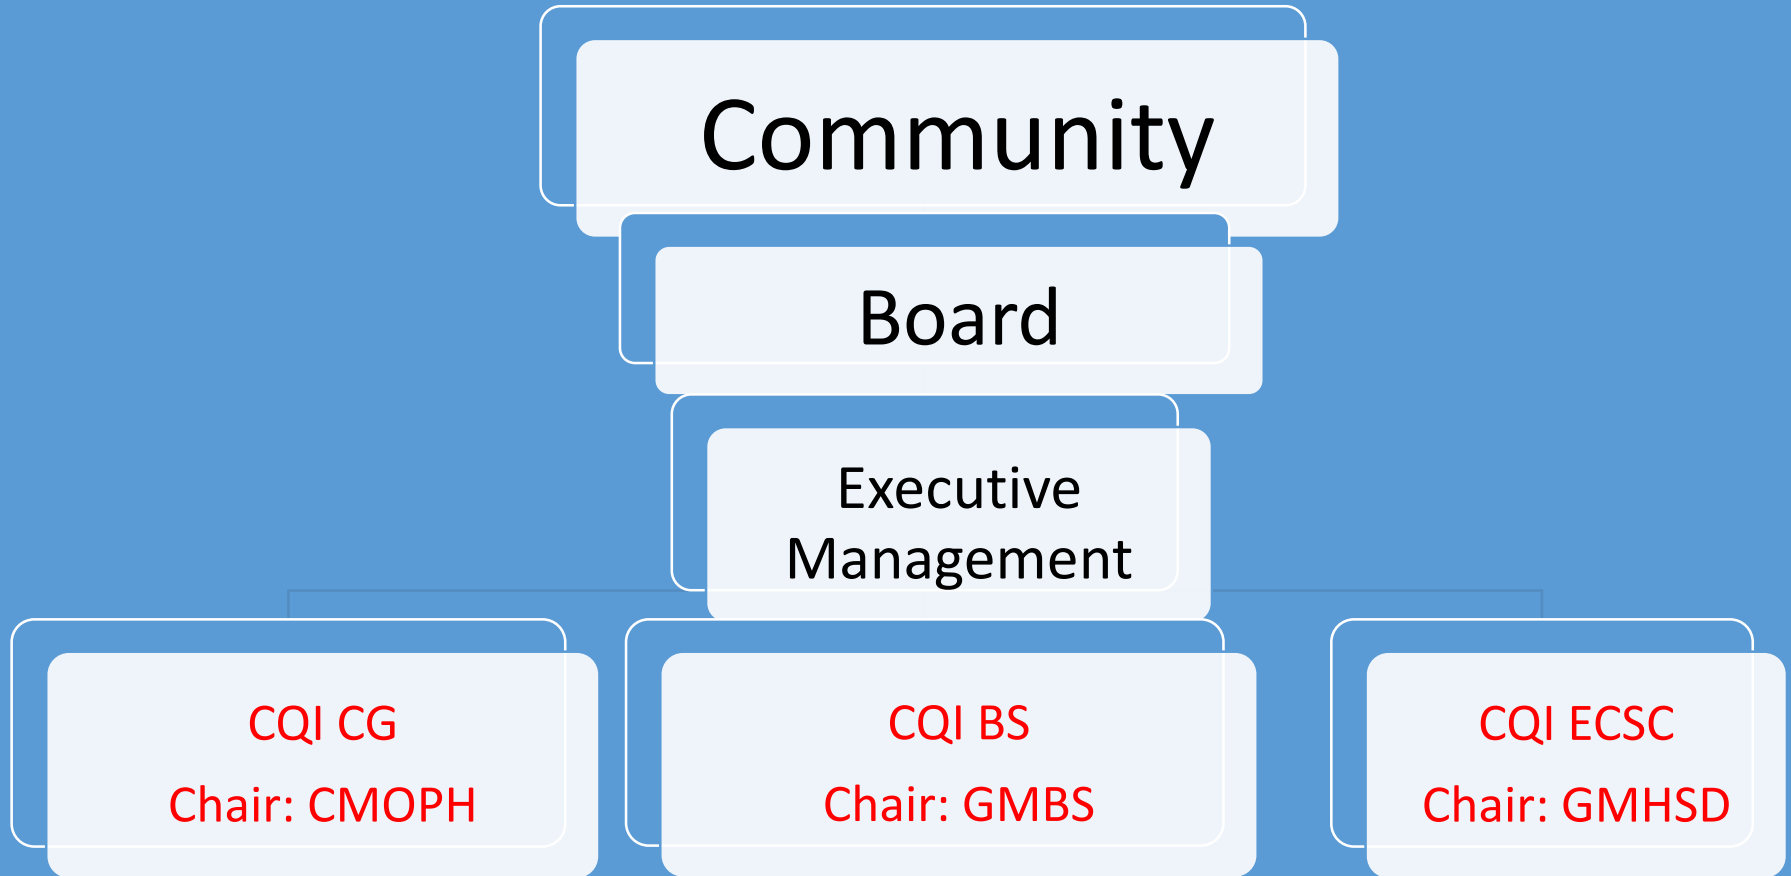 Community
Board
Executive
Management
CQI CG
Chair: CMOPH
CQI BS
Chair: GMBS
CQI ECSC
Chair: GMHSD